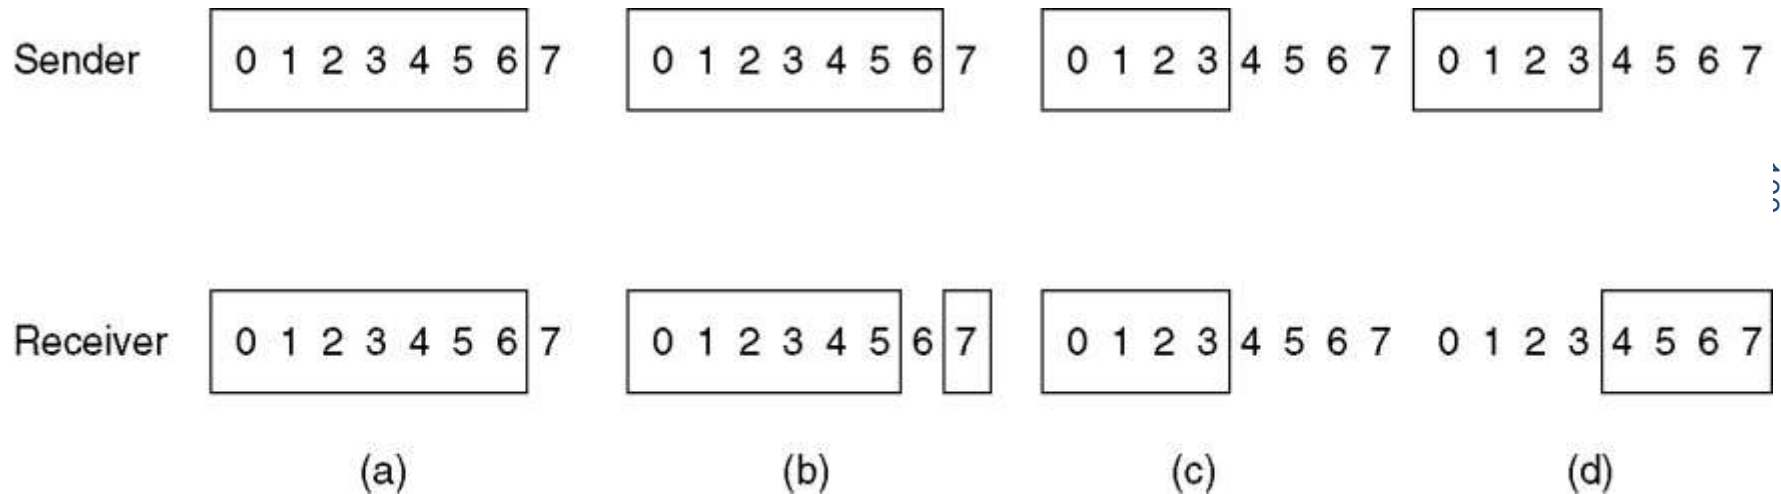 Sender 0 1 2 3 4 5 6 7 0 1 2 3 4 5 6 7 0 1 2 3 4 5 6 7 0 1 2 3 4 5 6 7
Receiver 0 1 2 3 4 5 6 7 0 1 2 3 4 5 6 7 0 1 2 3 4 5 6 7 0 1 2 3 4 5 6 7
(a) (b) (c) (d)